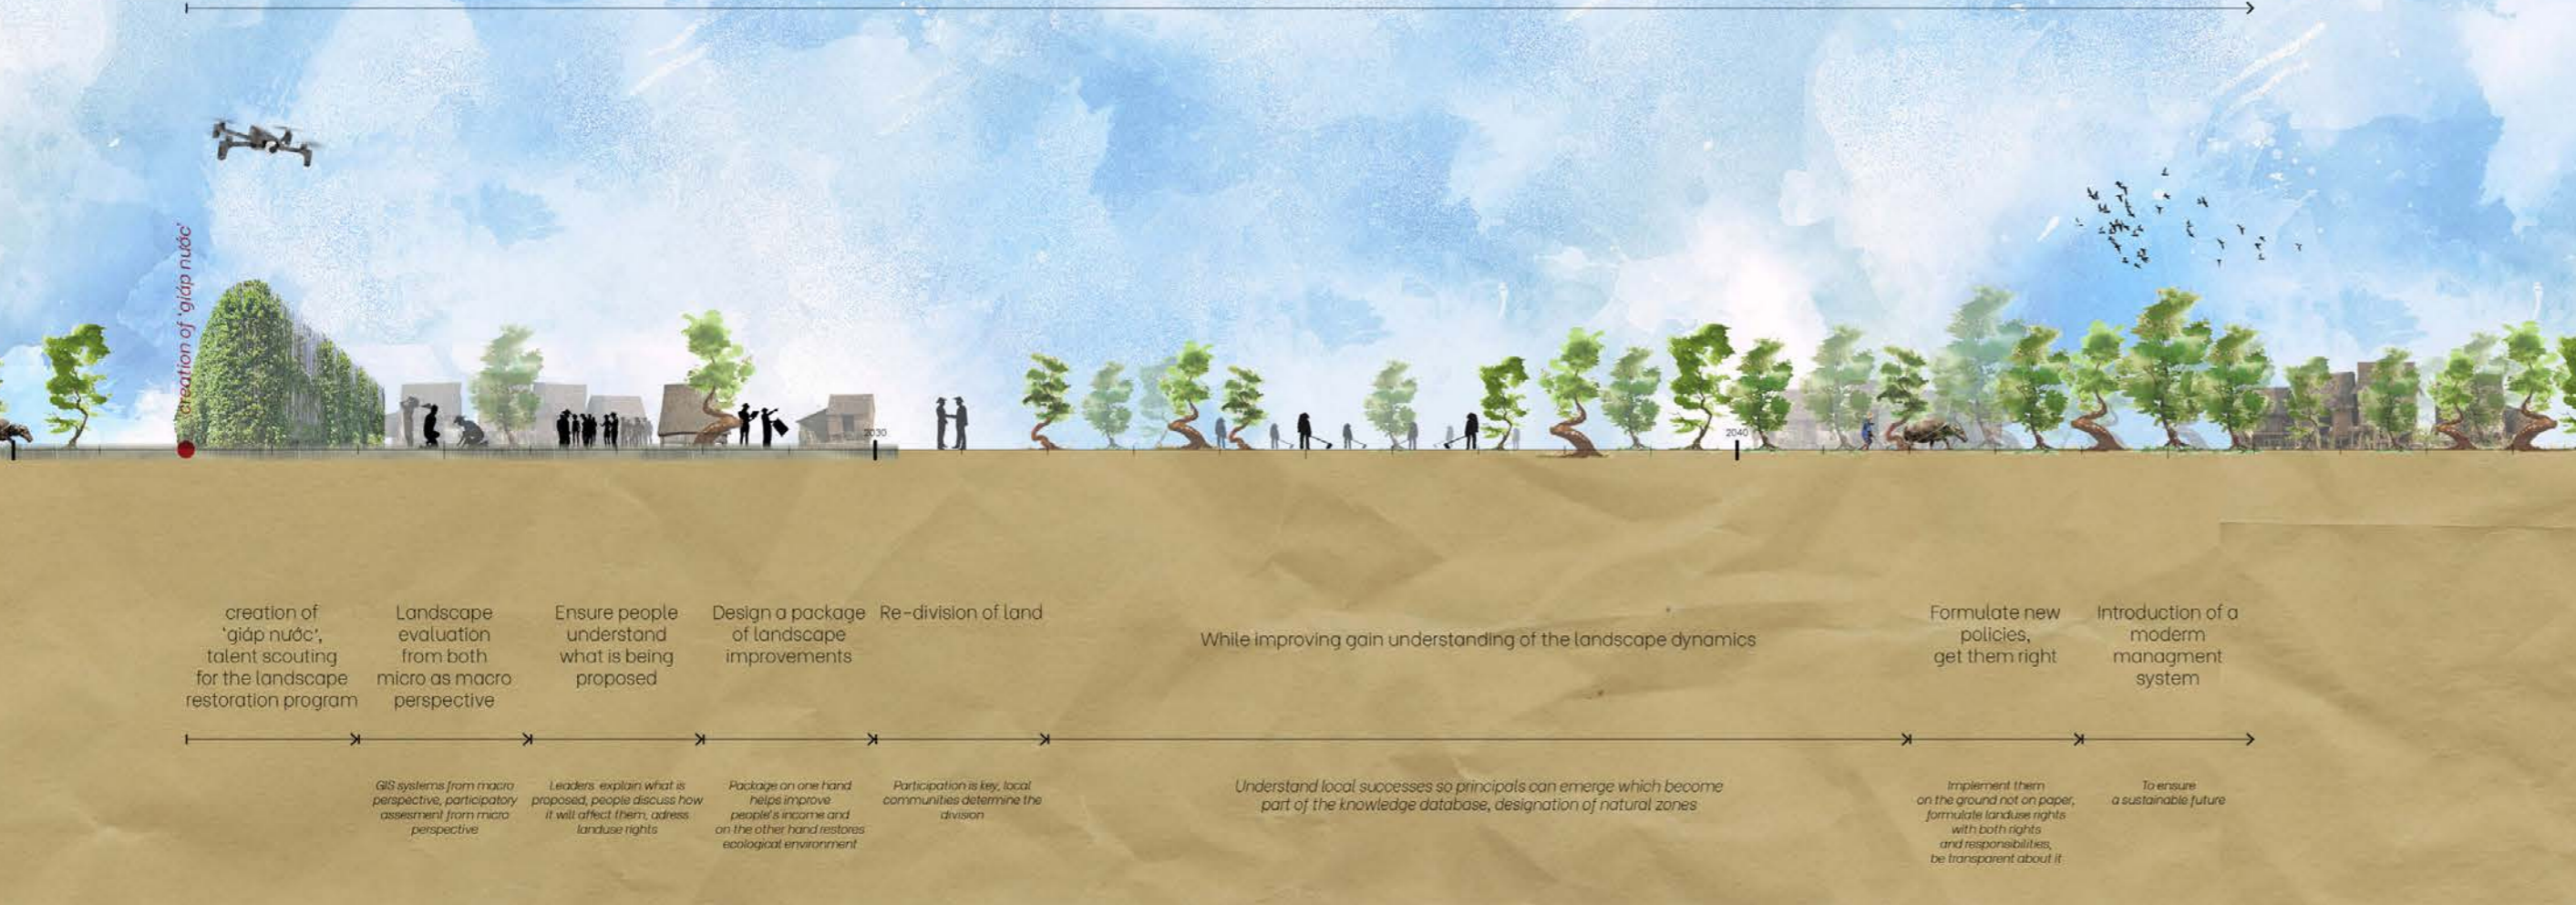 creation of 'giáp nước'
2030
2040
creation of
'giáp nước',
talent scouting
for the landscape
restoration program
Landscape
evaluation
from both
micro as macro
perspective
Ensure people
understand
what is being
proposed
Design a package
of landscape
improvements
Re-division of land
While improving gain understanding of the landscape dynamics
Formulate new
policies,
get them right
Introduction of a
moderm
managment
system
GIS systems from macro
perspective, participatory
assesment from micro
perspective
Leaders explain what is
proposed, people discuss how
it will affect them, adress
landuse rights
Package on one hand
helps improve
people's income and
on the other hand restores
ecological environment
Participation is key, local
communities determine the
division
Understand local successes so principals can emerge which become
part of the knowledge database, designation of natural zones
Implement them
on the ground not on paper,
formulate landuse rights
with both rights
and responsibilities,
be transparent about it
To ensure
a sustainable future